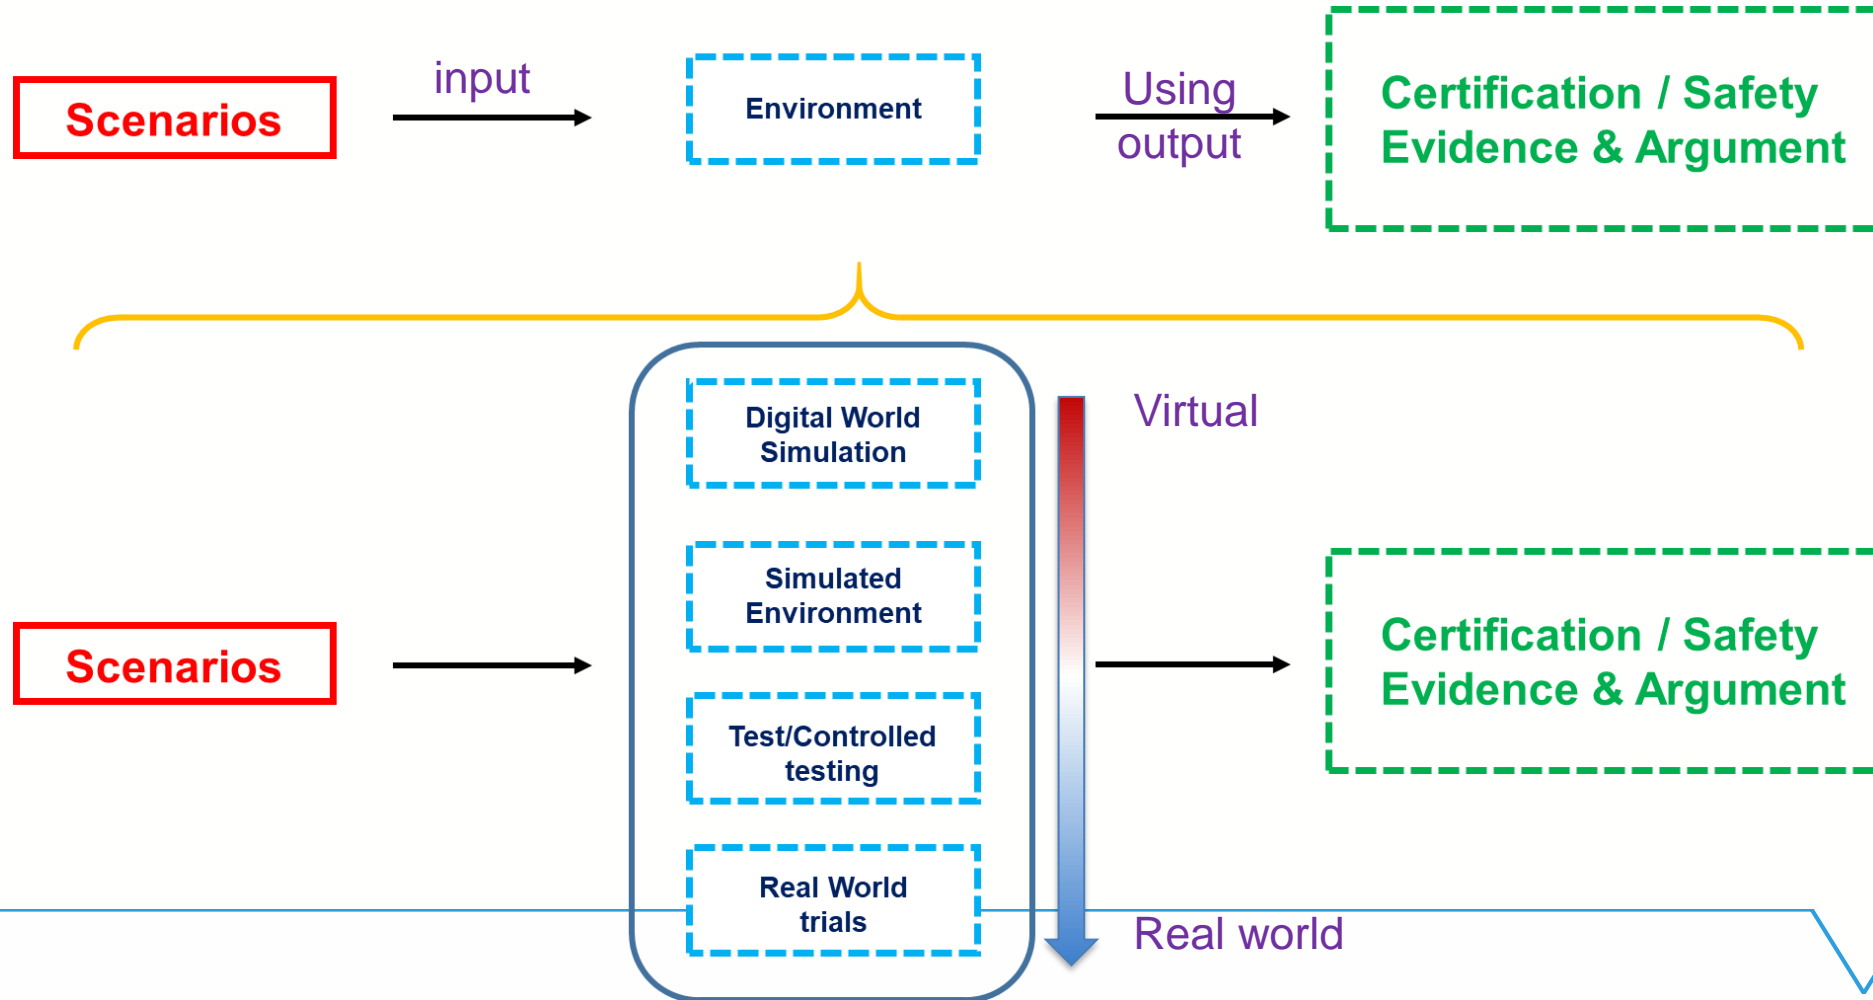 Scenarios
input
Environment
Using
output
Certification / Safety
Evidence & Argument
Digital World
Simulation
Virtual
Simulated
Environment
Scenarios
Test/Controlled
testing
Certification / Safety
Evidence & Argument
Real World
trials
Real world